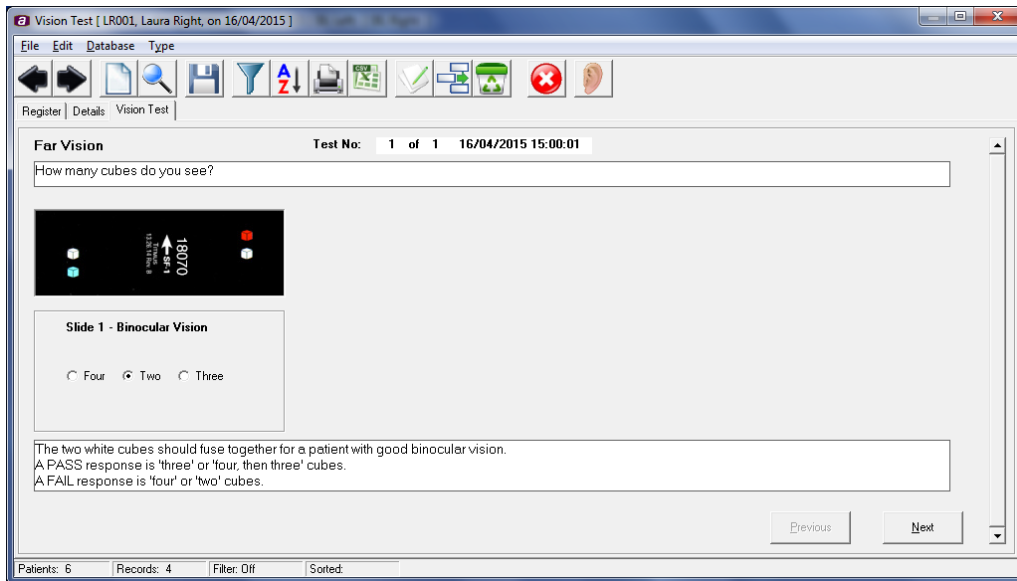 Vision Test [ LR001, Laura Right, on 16/04/2015 ]
File Edit Database Type
A Z
CSV
Register Details Vision Test
Far Vision Test No: 1 of 1 16/04/2015 15:00:01
How many cubes do you see?
18070
SF-1
Titmus
Slide 1 - Binocular Vision
Four Two Three
The two white cubes should fuse together for a patient with good binocular vision.
A PASS response is 'three' or 'four, then three' cubes.
A FAIL response is 'four' or 'two' cubes.
Previous Next
Patients: 6 Records: 4 Filter: Off Sorted: